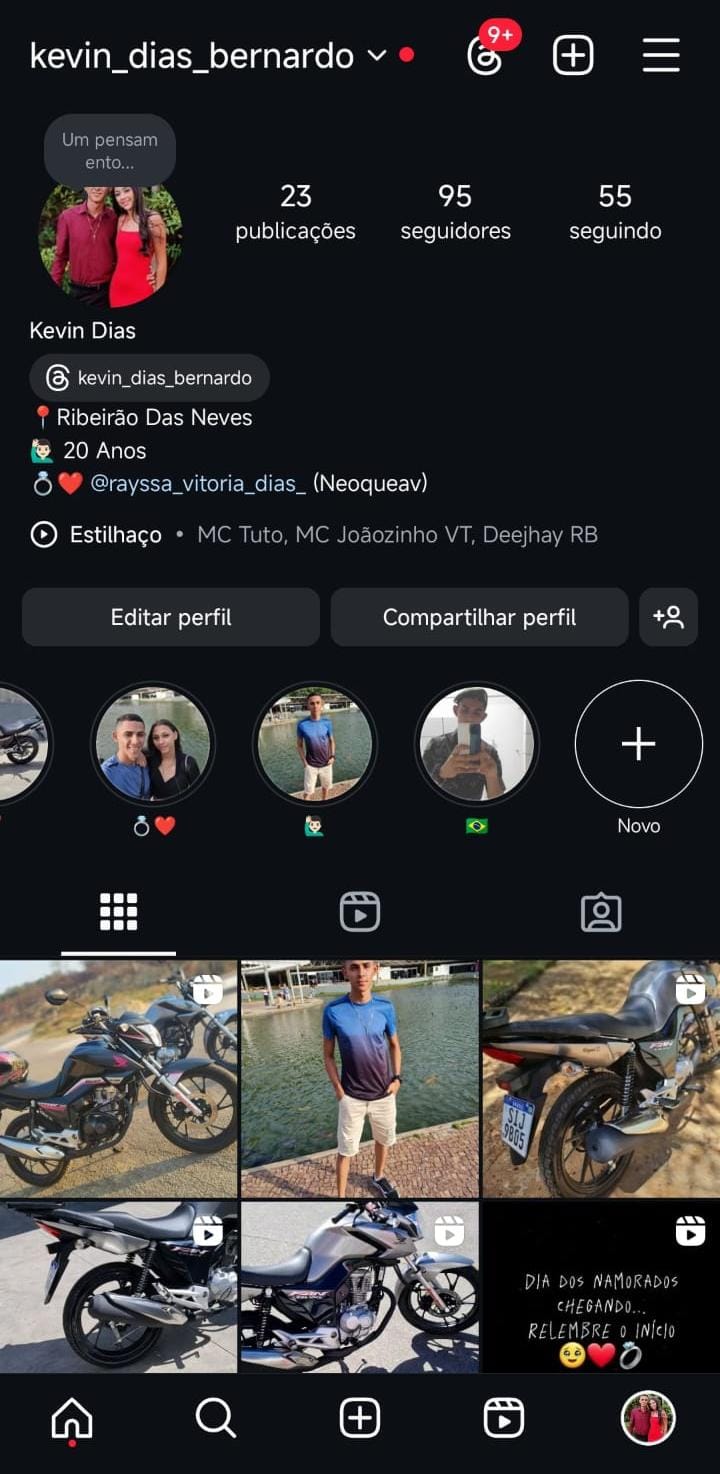 kevin_dias_bernardo
9+
Um pensam
ento...
23
publicações
95
seguidores
55
seguindo
Kevin Dias
kevin_dias_bernardo
📍Ribeirão Das Neves
🙋🏻‍♂️ 20 Anos
💍❤️ @rayssa_vitoria_dias_ (Neoqueav)
Estilhaço • MC Tuto, MC Joãozinho VT, Deejhay RB
Editar perfil
Compartilhar perfil
💍❤️
🙋🏻‍♂️
🇧🇷
Novo
SIJ
9B05
DIA DOS NAMORADOS
CHEGANDO...
RELEMBRE O INÍCIO
🥹❤️💍